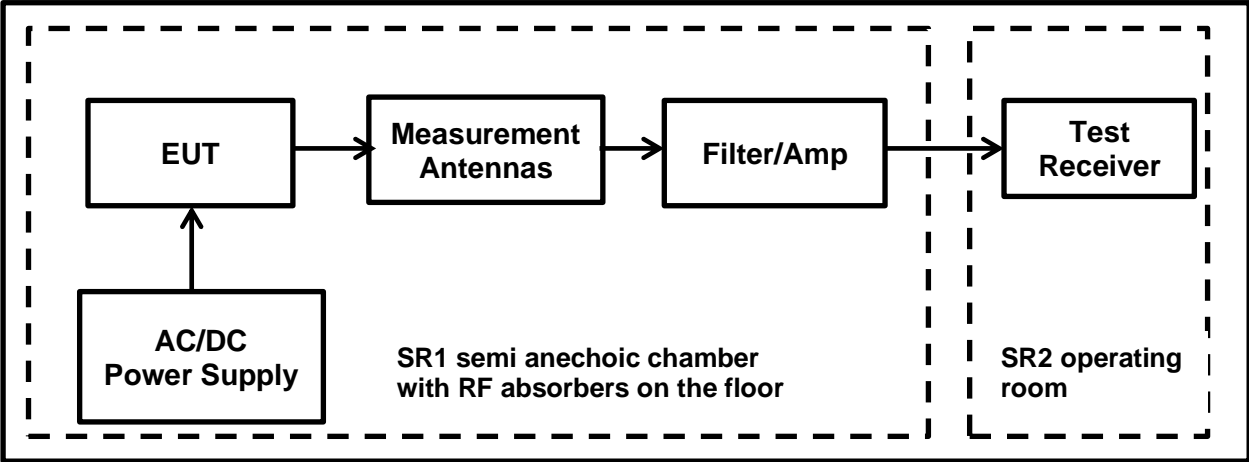 EUT
Measurement
Antennas
Filter/Amp
Test
Receiver
AC/DC
Power Supply
SR1 semi anechoic chamber
with RF absorbers on the floor
SR2 operating
room